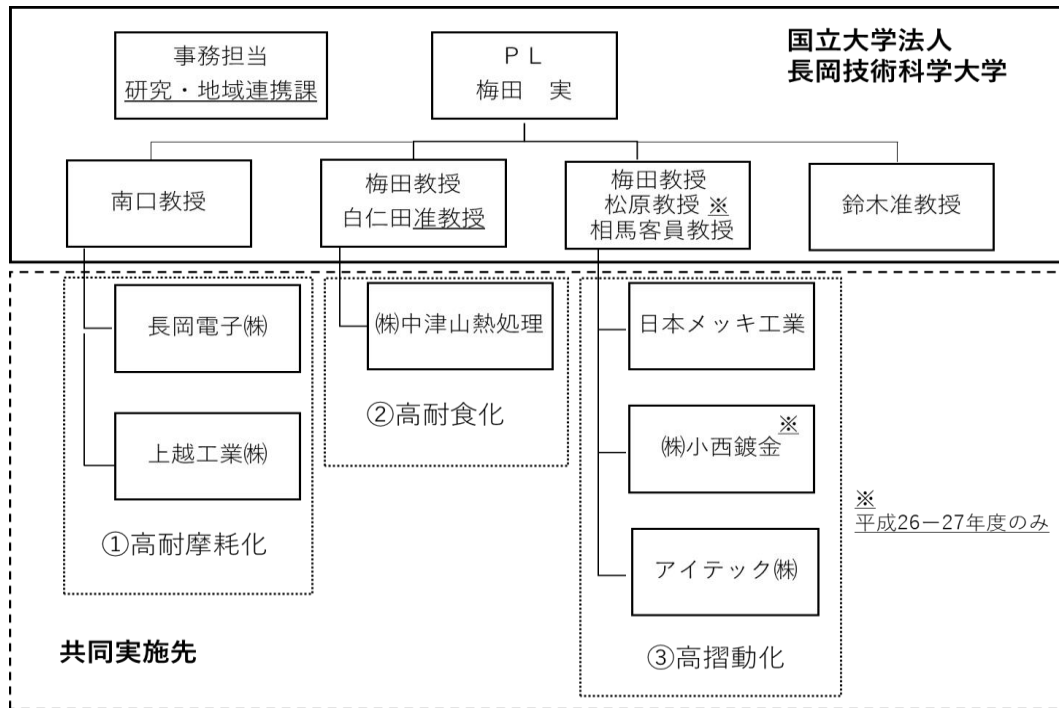 国立大学法人
長岡技術科学大学
事務担当
研究・地域連携課
ＰＬ
梅田　実
南口教授
梅田教授
白仁田准教授
梅田教授
松原教授 ※
相馬客員教授
鈴木准教授
長岡電子㈱
上越工業㈱
①高耐摩耗化
㈱中津山熱処理
②高耐食化
日本メッキ工業
㈱小西鍍金※
アイテック㈱
③高摺動化
※
平成26－27年度のみ
共同実施先